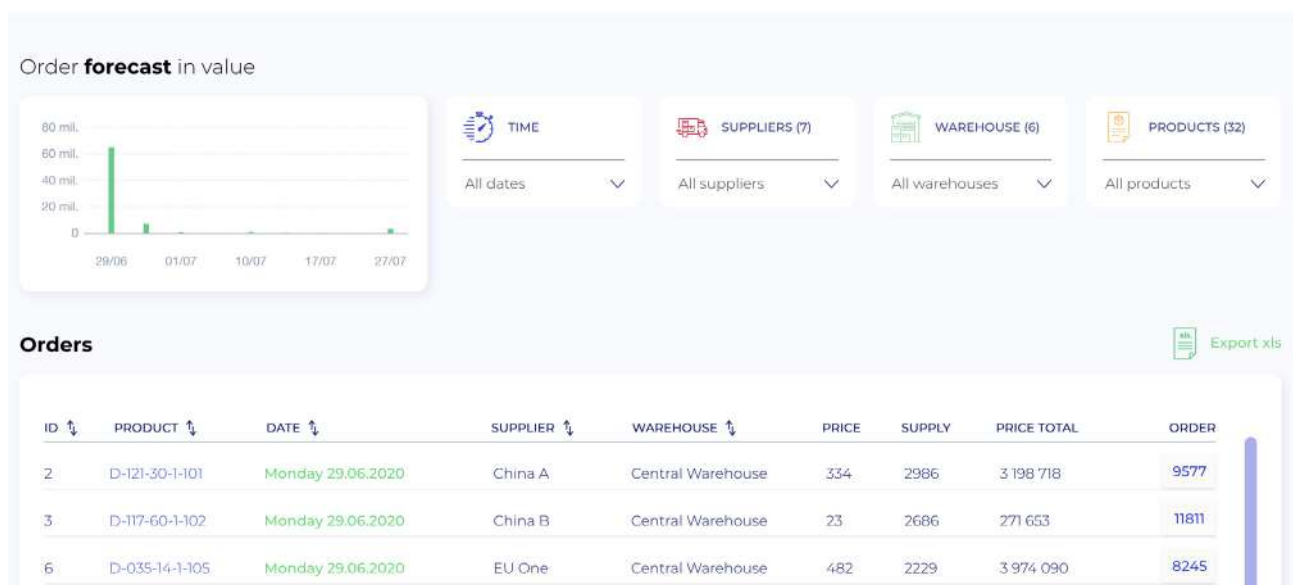 Order forecast in value
80 mil.
60 mil.
40 mil.
20 mil.
0
29/06 01/07 10/07 17/07 27/07
TIME
All dates
SUPPLIERS (7)
All suppliers
WAREHOUSE (6)
All warehouses
PRODUCTS (32)
All products
Orders
xls
Export xls
ID PRODUCT DATE SUPPLIER WAREHOUSE PRICE SUPPLY PRICE TOTAL ORDER
2 D-121-30-1-101 Monday 29.06.2020 China A Central Warehouse 334 2986 3 198 718 9577
3 D-117-60-1-102 Monday 29.06.2020 China B Central Warehouse 23 2686 271 653 11811
6 D-035-14-1-105 Monday 29.06.2020 EU One Central Warehouse 482 2229 3 974 090 8245